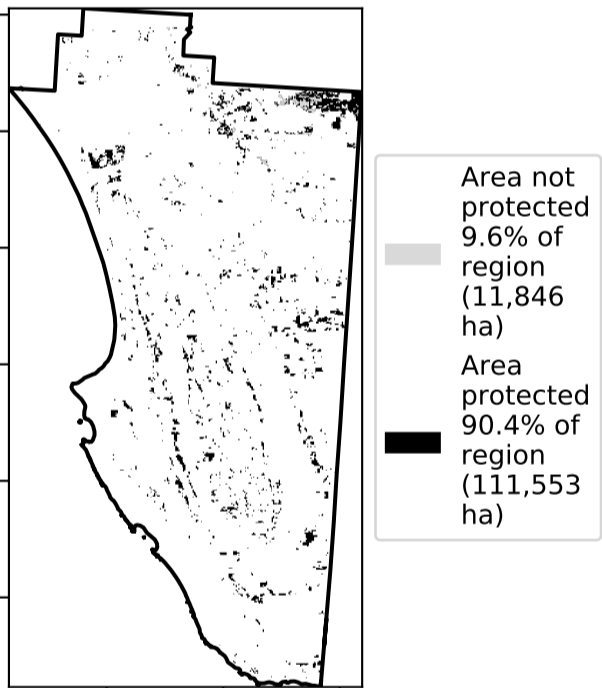 Area not
protected
9.6% of
region
(11,846
ha)
Area
protected
90.4% of
region
(111,553
ha)